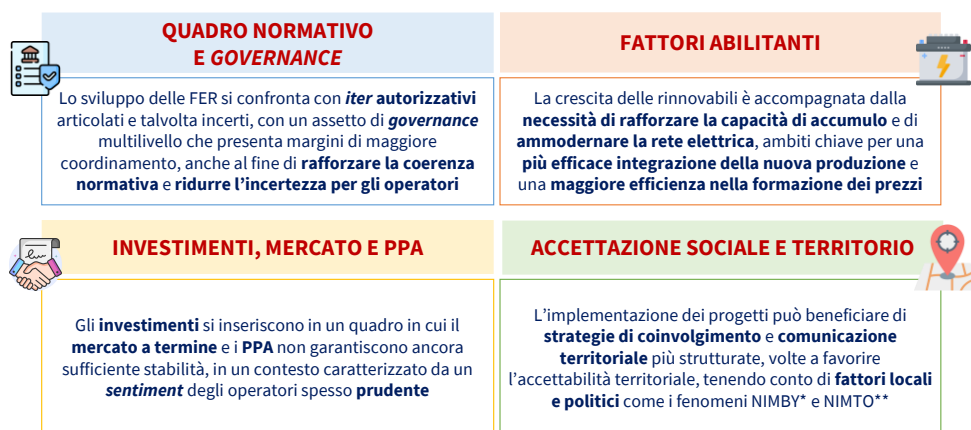 QUADRO NORMATIVO
E GOVERNANCE
Lo sviluppo delle FER si confronta con iter autorizzativi
articolati e talvolta incerti, con un assetto di governance
multilivello che presenta margini di maggiore
coordinamento, anche al fine di rafforzare la coerenza
normativa e ridurre l'incertezza per gli operatori
FATTORI ABILITANTI
La crescita delle rinnovabili è accompagnata dalla
necessità di rafforzare la capacità di accumulo e di
ammodernare la rete elettrica, ambiti chiave per una
più efficace integrazione della nuova produzione e
una maggiore efficienza nella formazione dei prezzi
INVESTIMENTI, MERCATO E PPA
Gli investimenti si inseriscono in un quadro in cui il
mercato a termine e i PPA non garantiscono ancora
sufficiente stabilità, in un contesto caratterizzato da un
sentiment degli operatori spesso prudente
ACCETTAZIONE SOCIALE E TERRITORIO
L'implementazione dei progetti può beneficiare di
strategie di coinvolgimento e comunicazione
territoriale più strutturate, volte a favorire
l'accettabilità territoriale, tenendo conto di fattori locali
e politici come i fenomeni NIMBY* e NIMTO**